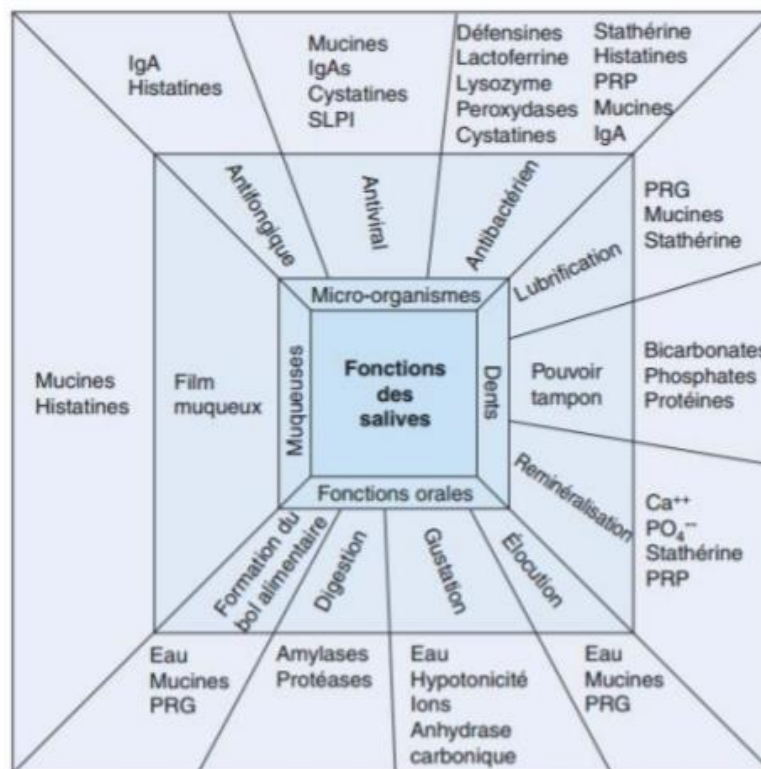 IgA
Histatines
Mucines
IgAs
Cystatines
SLPI
Défensines
Lactoferrine
Lysozyme
Peroxydases
Cystatines
Stathérine
Histatines
PRP
Mucines
IgA
Antifongique
Antiviral
Antibactérien
Lubrification
PRG
Mucines
Stathérine
Micro-organismes
Mucines
Histatines
Film
muqueux
Muqueuses
Fonctions
des
salives
Dents
Pouvoir
tampon
Bicarbonates
Phosphates
Protéines
Fonctions orales
Reminéralisation
Ca⁺⁺
PO₄⁻⁻
Stathérine
PRP
Formation du
bol alimentaire
Digestion
Gustation
Élocution
Eau
Mucines
PRG
Amylases
Protéases
Eau
Hypotonicité
Ions
Anhydrase
carbonique
Eau
Mucines
PRG